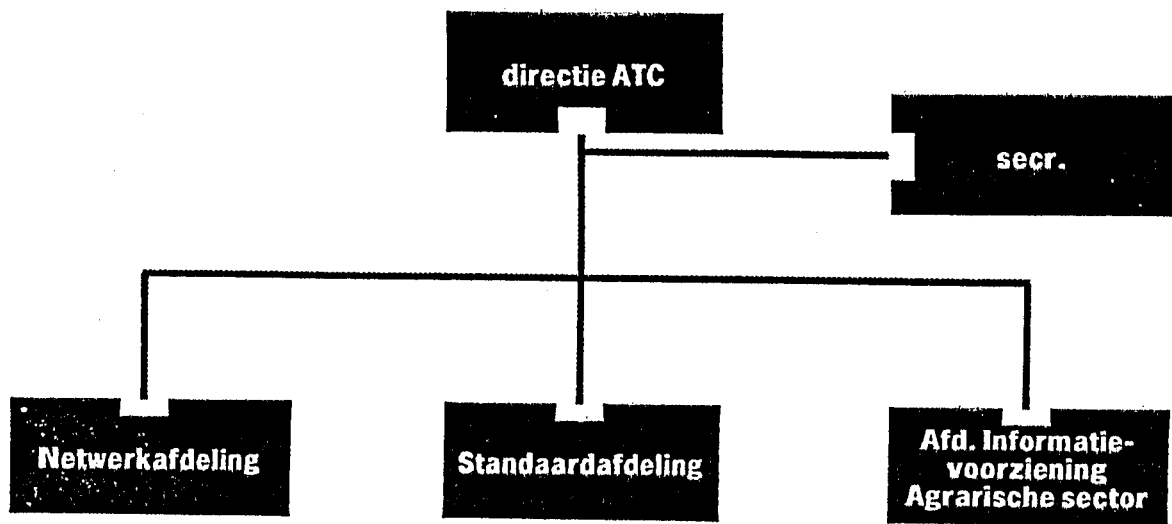 directie ATC
secr.
Netwerkafdeling
Standaardafdeling
Afd. Informatie-
voorziening
Agrarische sector